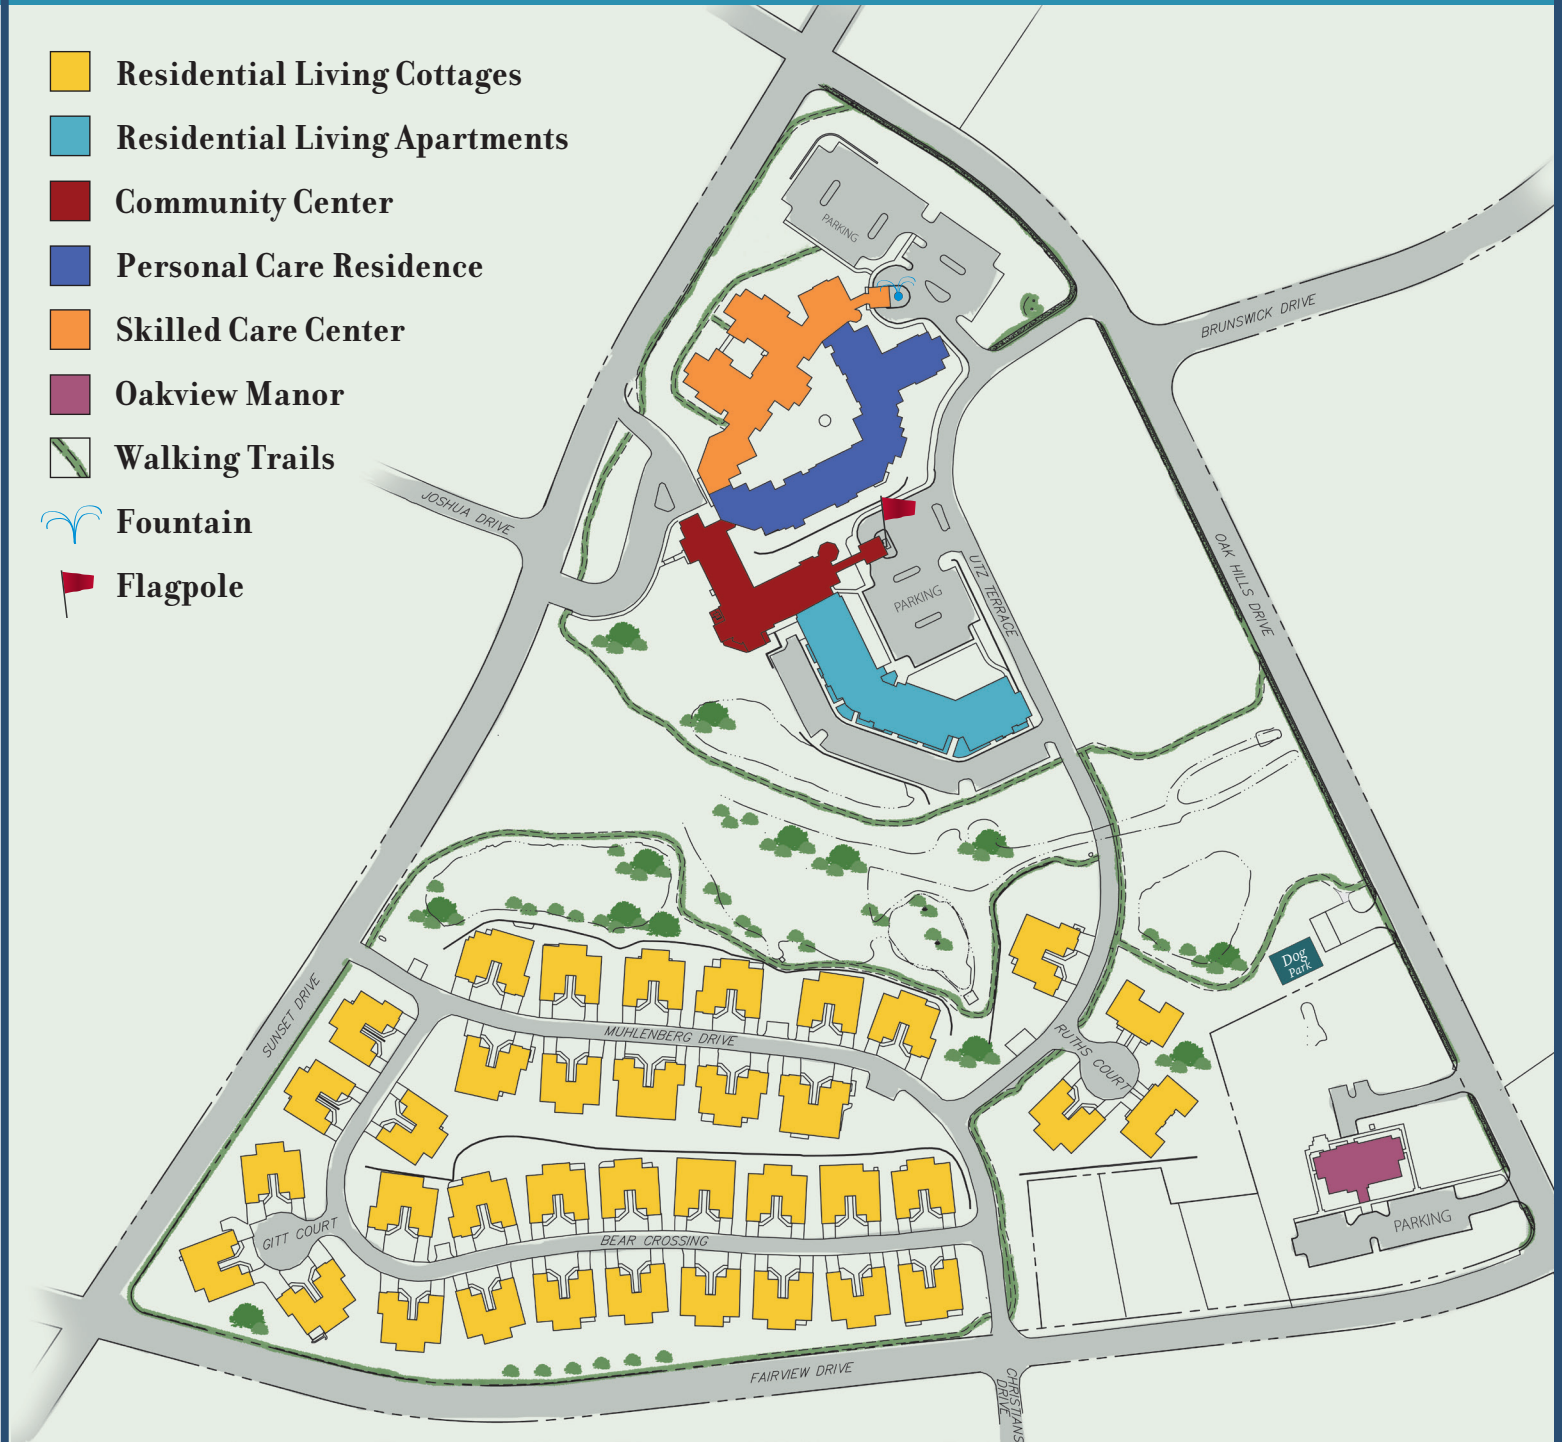 Residential Living Cottages
Residential Living Apartments
Community Center
Personal Care Residence
Skilled Care Center
Oakview Manor
Walking Trails
Fountain
Flagpole
PARKING
BRUNSWICK DRIVE
JOSHUA DRIVE
OAK HILLS DRIVE
UTZ TERRACE
PARKING
Dog
Park
SUNSET DRIVE
MUHLENBERG DRIVE
RUTHS COURT
GITT COURT
BEAR CROSSING
PARKING
FAIRVIEW DRIVE
CHRISTIANS
DRIVE